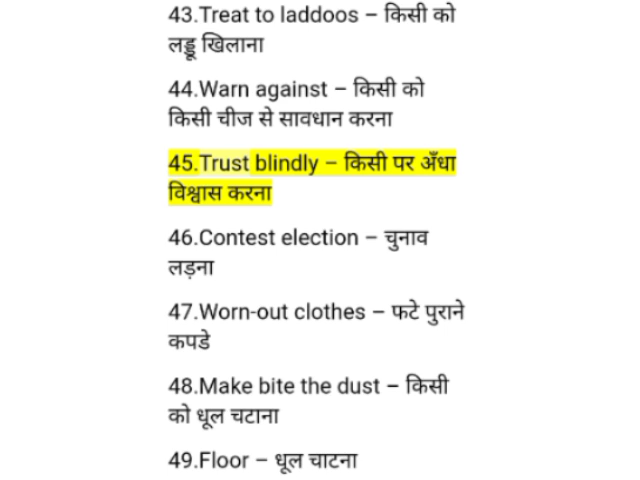 43.Treat to laddoos – किसी को
लड्डू खिलाना
44.Warn against – किसी को
किसी चीज से सावधान करना
45.Trust blindly – किसी पर अँधा
विश्वास करना
46.Contest election – चुनाव
लड़ना
47.Worn-out clothes – फटे पुराने
कपडे
48.Make bite the dust – किसी
को धूल चटाना
49.Floor – धूल चाटना